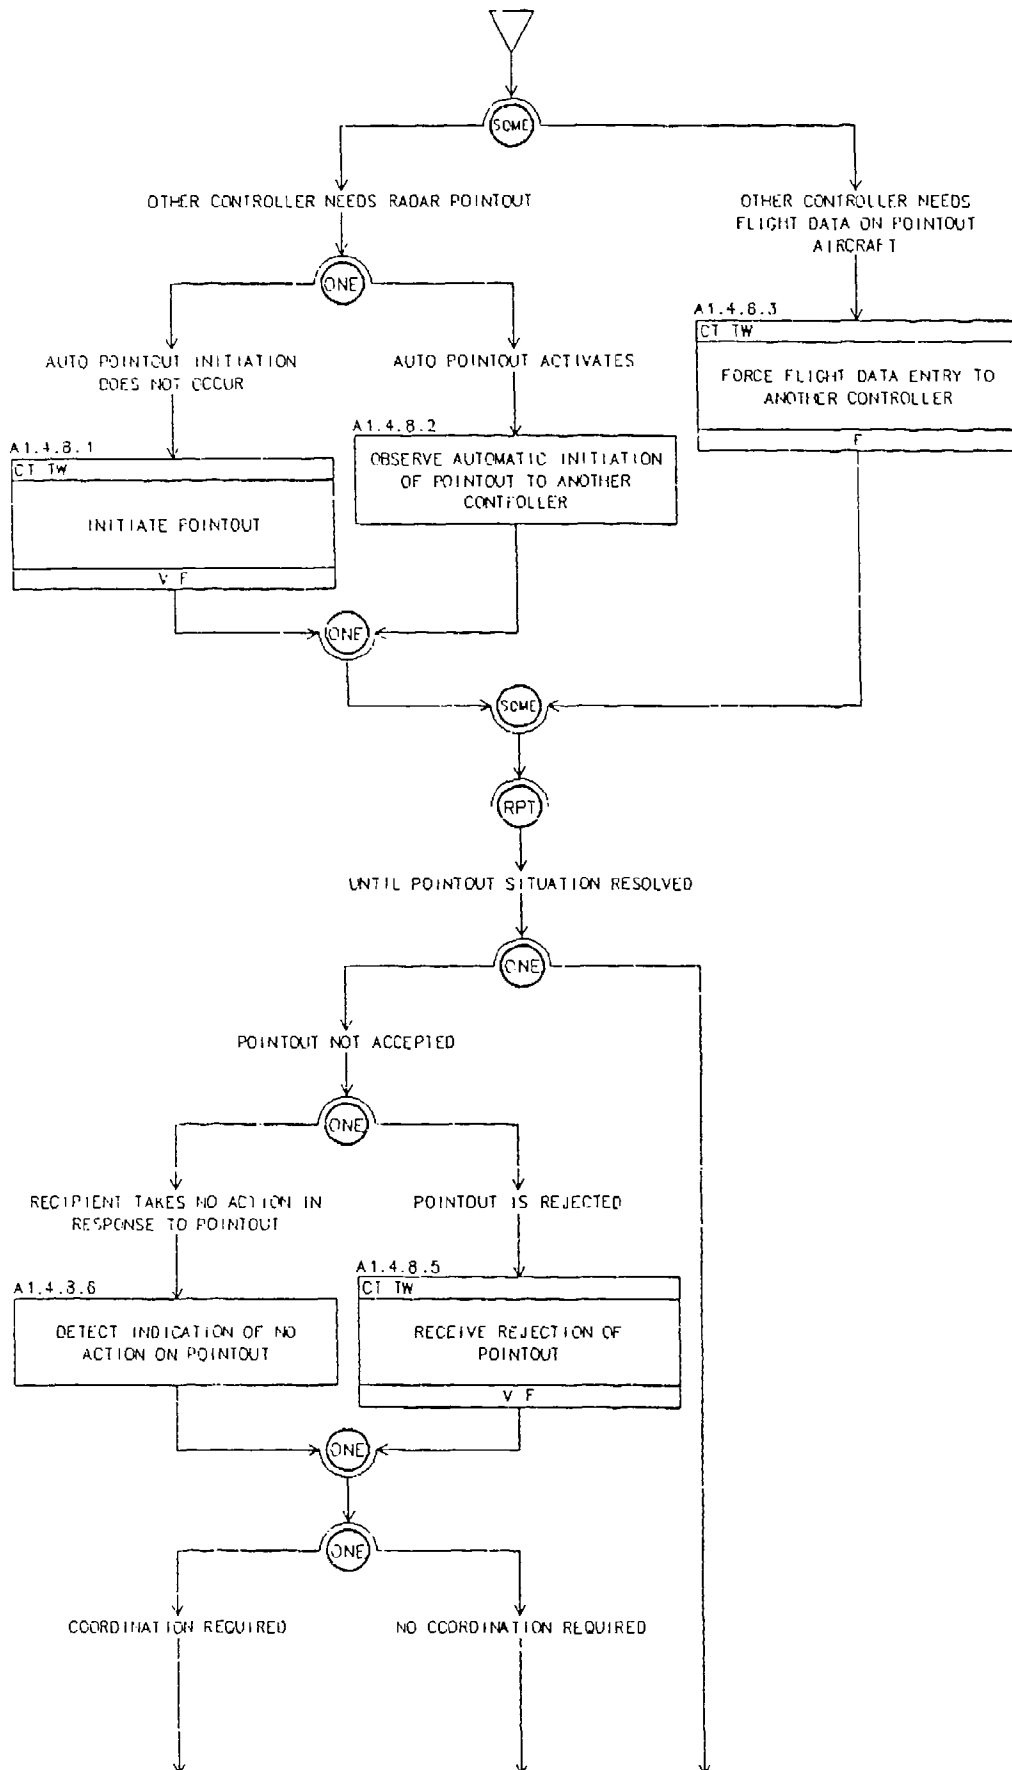 SOME
OTHER CONTROLLER NEEDS RADAR POINTOUT
OTHER CONTROLLER NEEDS
FLIGHT DATA ON POINTOUT
AIRCRAFT
ONE
A1.4.8.3
CT TW
FORCE FLIGHT DATA ENTRY TO
ANOTHER CONTROLLER
F
AUTO POINTOUT INITIATION
DOES NOT OCCUR
AUTO POINTOUT ACTIVATES
A1.4.8.1
CT TW
INITIATE POINTOUT
V F
A1.4.8.2
OBSERVE AUTOMATIC INITIATION
OF POINTOUT TO ANOTHER
CONTROLLER
ONE
SOME
RPT
UNTIL POINTOUT SITUATION RESOLVED
ONE
POINTOUT NOT ACCEPTED
ONE
RECIPIENT TAKES NO ACTION IN
RESPONSE TO POINTOUT
POINTOUT IS REJECTED
A1.4.8.6
DETECT INDICATION OF NO
ACTION ON POINTOUT
A1.4.8.5
CT TW
RECEIVE REJECTION OF
POINTOUT
V F
ONE
ONE
COORDINATION REQUIRED
NO COORDINATION REQUIRED